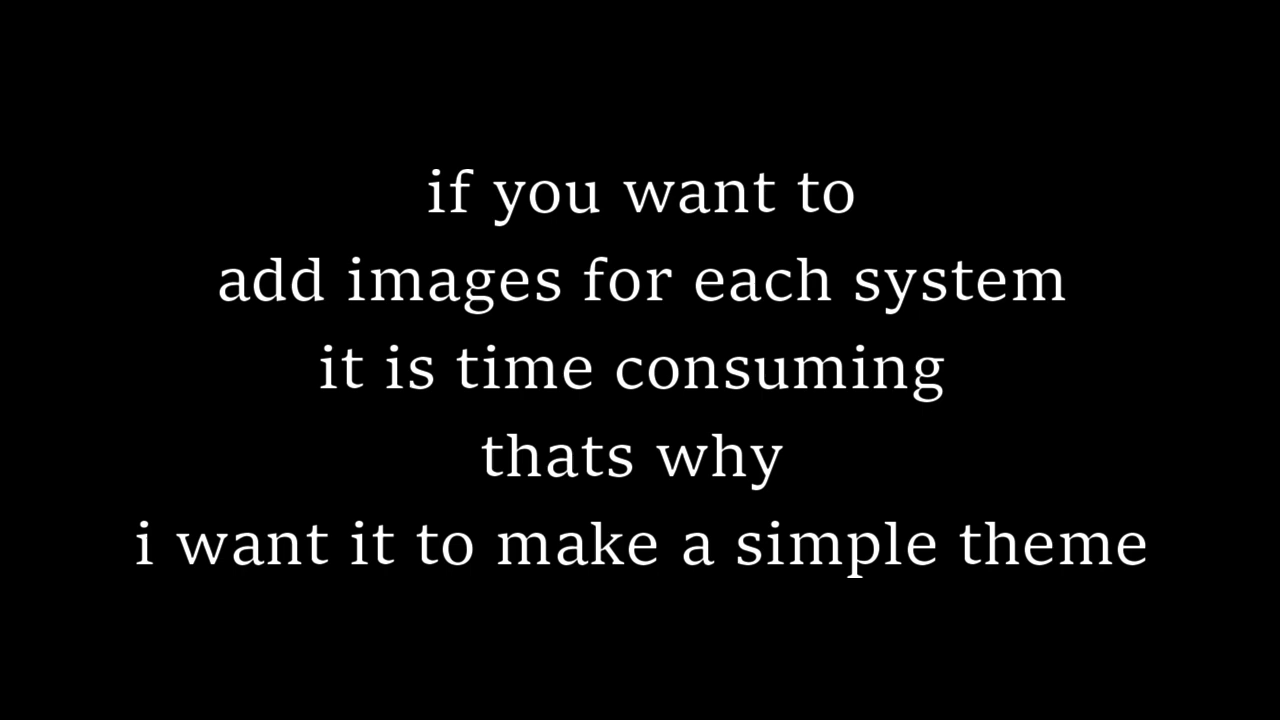 if you want to
add images for each system
it is time consuming
thats why
i want it to make a simple theme